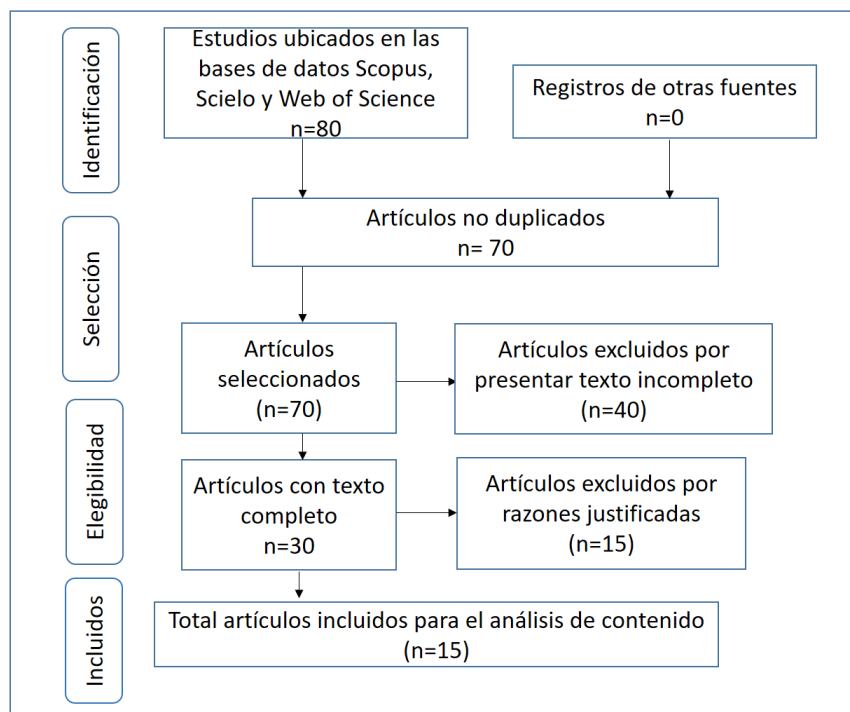 Identificación
Estudios ubicados en las
bases de datos Scopus,
Scielo y Web of Science
n=80
Registros de otras fuentes
n=0
Selección
Artículos no duplicados
n= 70
Artículos
seleccionados
(n=70)
Artículos excluidos por
presentar texto incompleto
(n=40)
Elegibilidad
Artículos con texto
completo
n=30
Artículos excluidos por
razones justificadas
(n=15)
Incluidos
Total artículos incluidos para el análisis de contenido
(n=15)